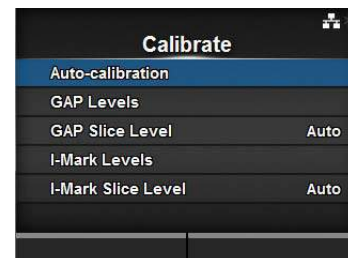 Calibrate
Auto-calibration
GAP Levels
GAP Slice Level Auto
I-Mark Levels
I-Mark Slice Level Auto